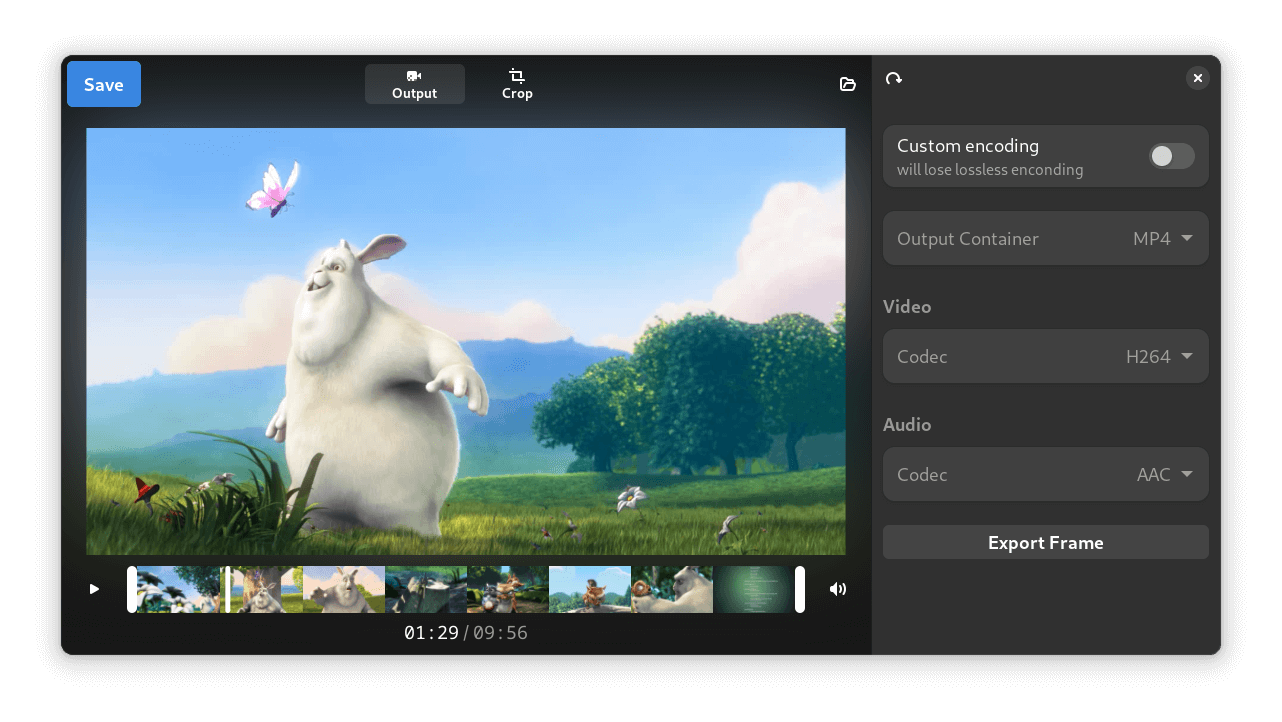 Save
Output
Crop
Custom encoding
will lose lossless enconding
Output Container
MP4
Video
Codec
H264
Audio
Codec
AAC
Export Frame
01:29/09:56